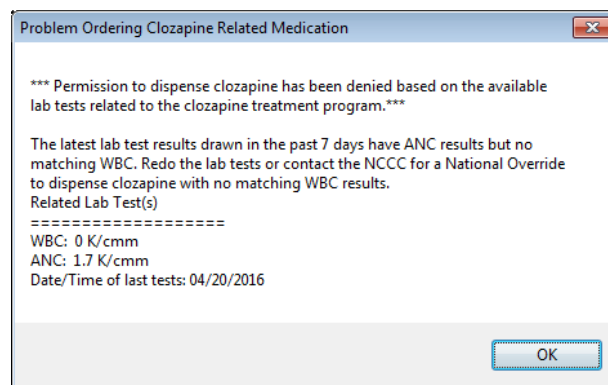 Problem Ordering Clozapine Related Medication
*** Permission to dispense clozapine has been denied based on the available
lab tests related to the clozapine treatment program.***
The latest lab test results drawn in the past 7 days have ANC results but no
matching WBC. Redo the lab tests or contact the NCCC for a National Override
to dispense clozapine with no matching WBC results.
Related Lab Test(s)
===================
WBC: 0 K/cmm
ANC: 1.7 K/cmm
Date/Time of last tests: 04/20/2016
OK